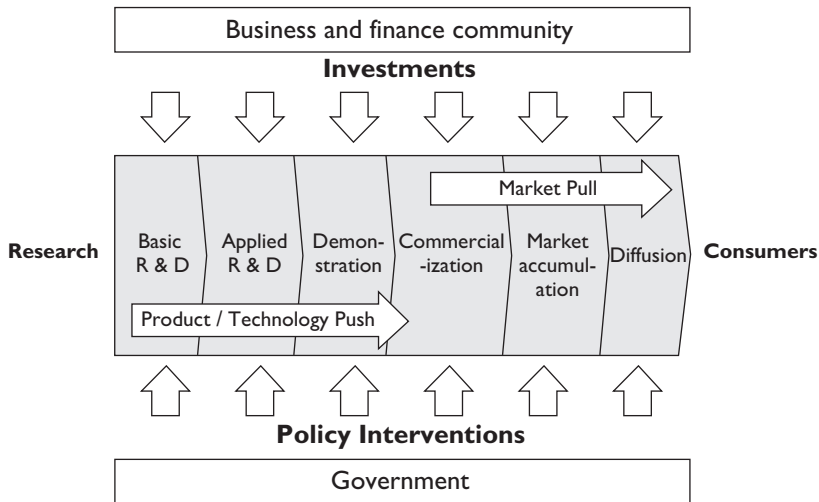 Business and finance community
Investments
Market Pull
Research
Basic
R & D
Applied
R & D
Demon-
stration
Commercial
-ization
Market
accumul-
ation
Diffusion
Consumers
Product / Technology Push
Policy Interventions
Government